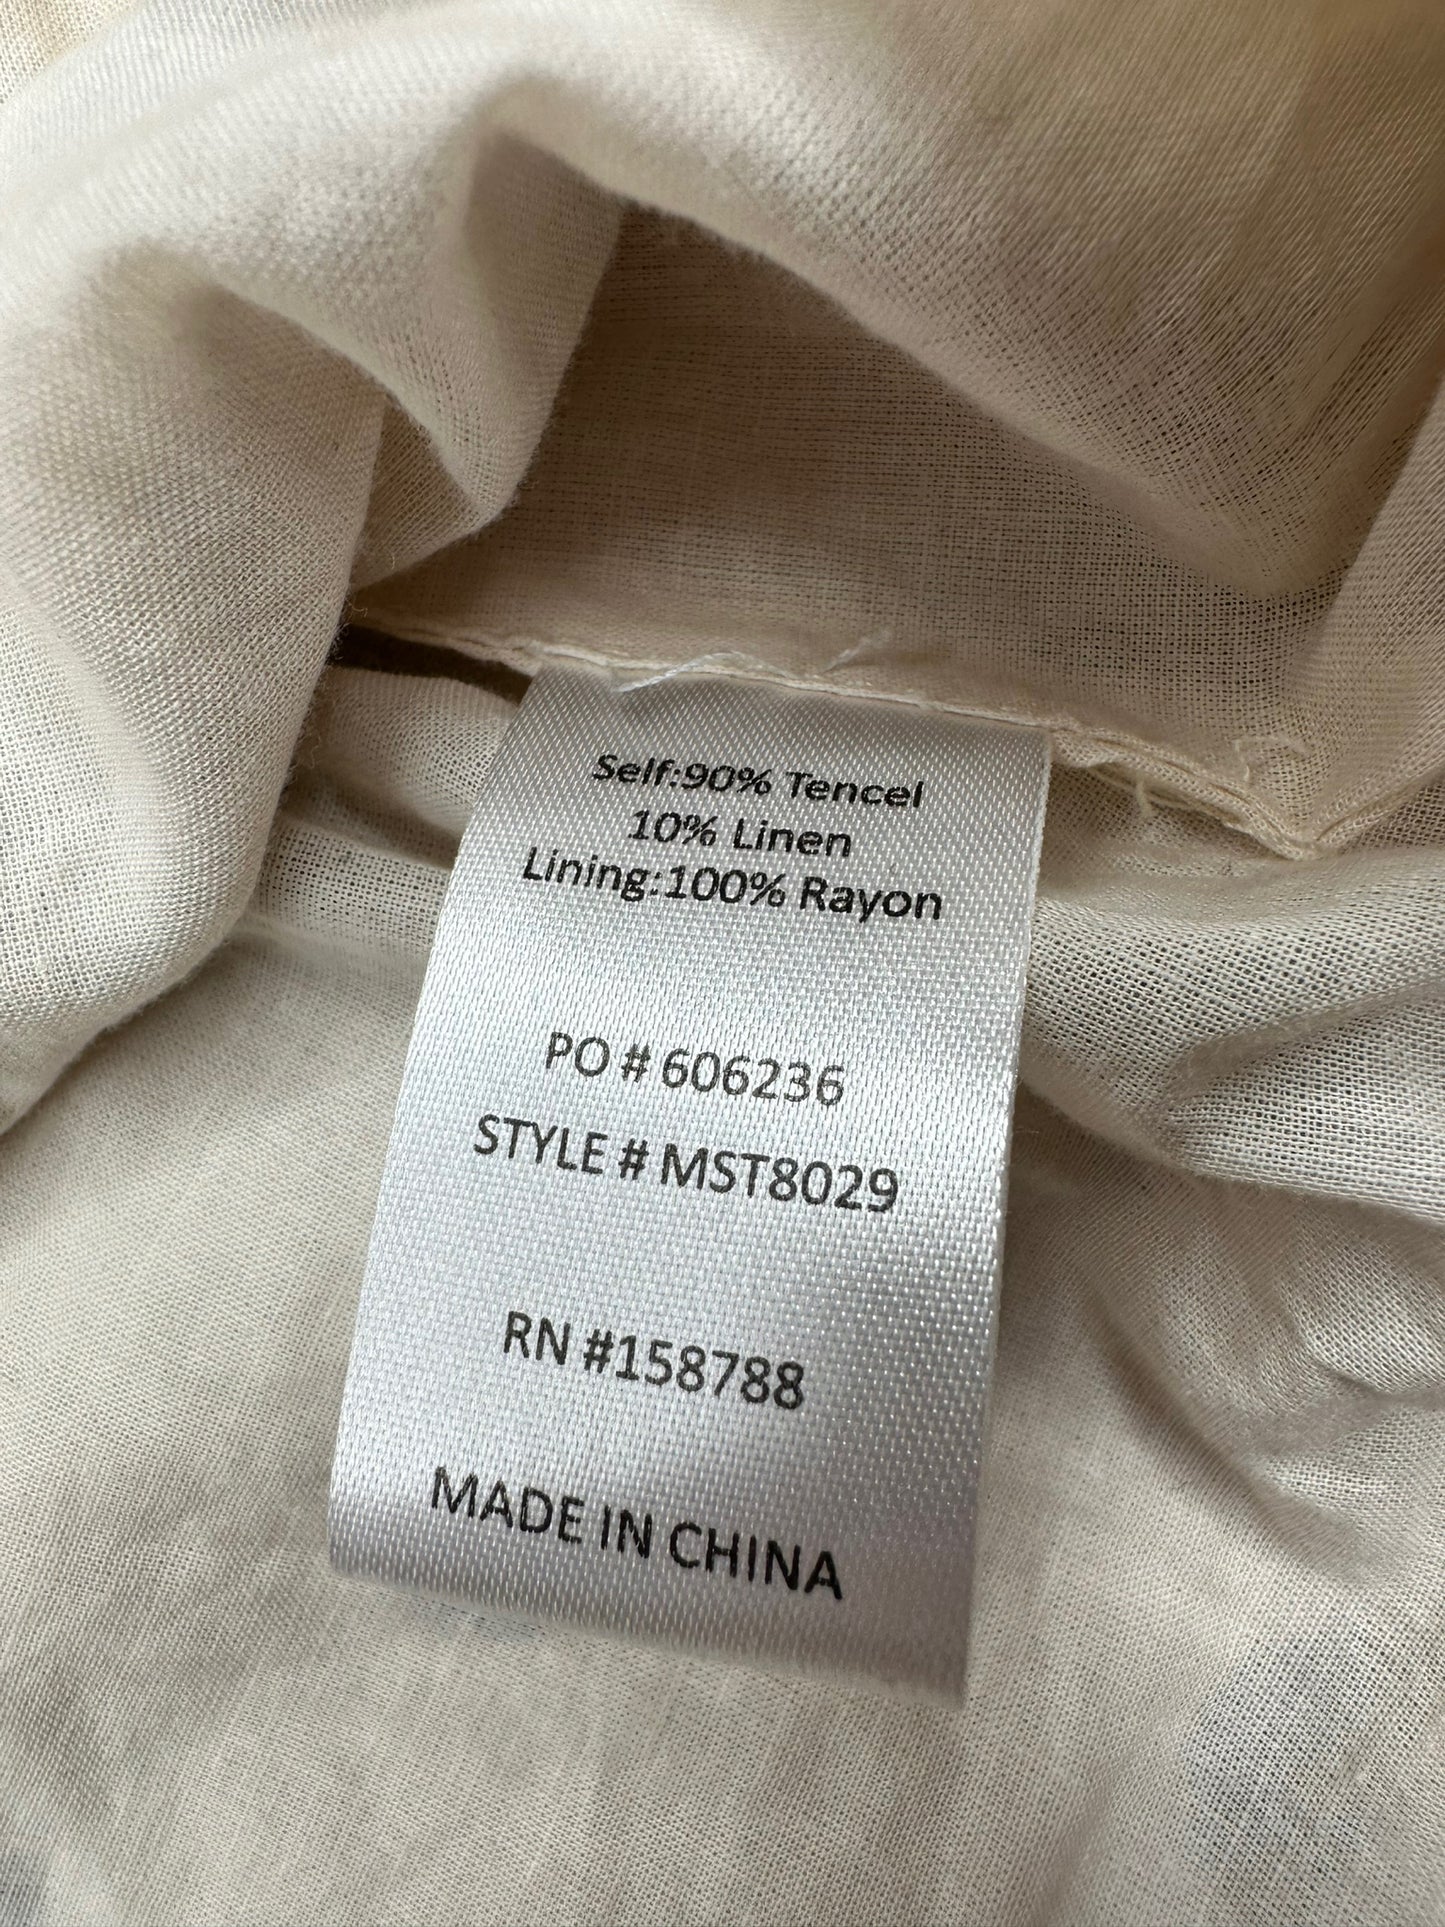 Self:90% Tencel
10% Linen
Lining:100% Rayon
PO # 606236
STYLE # MST8029
RN #158788
MADE IN CHINA